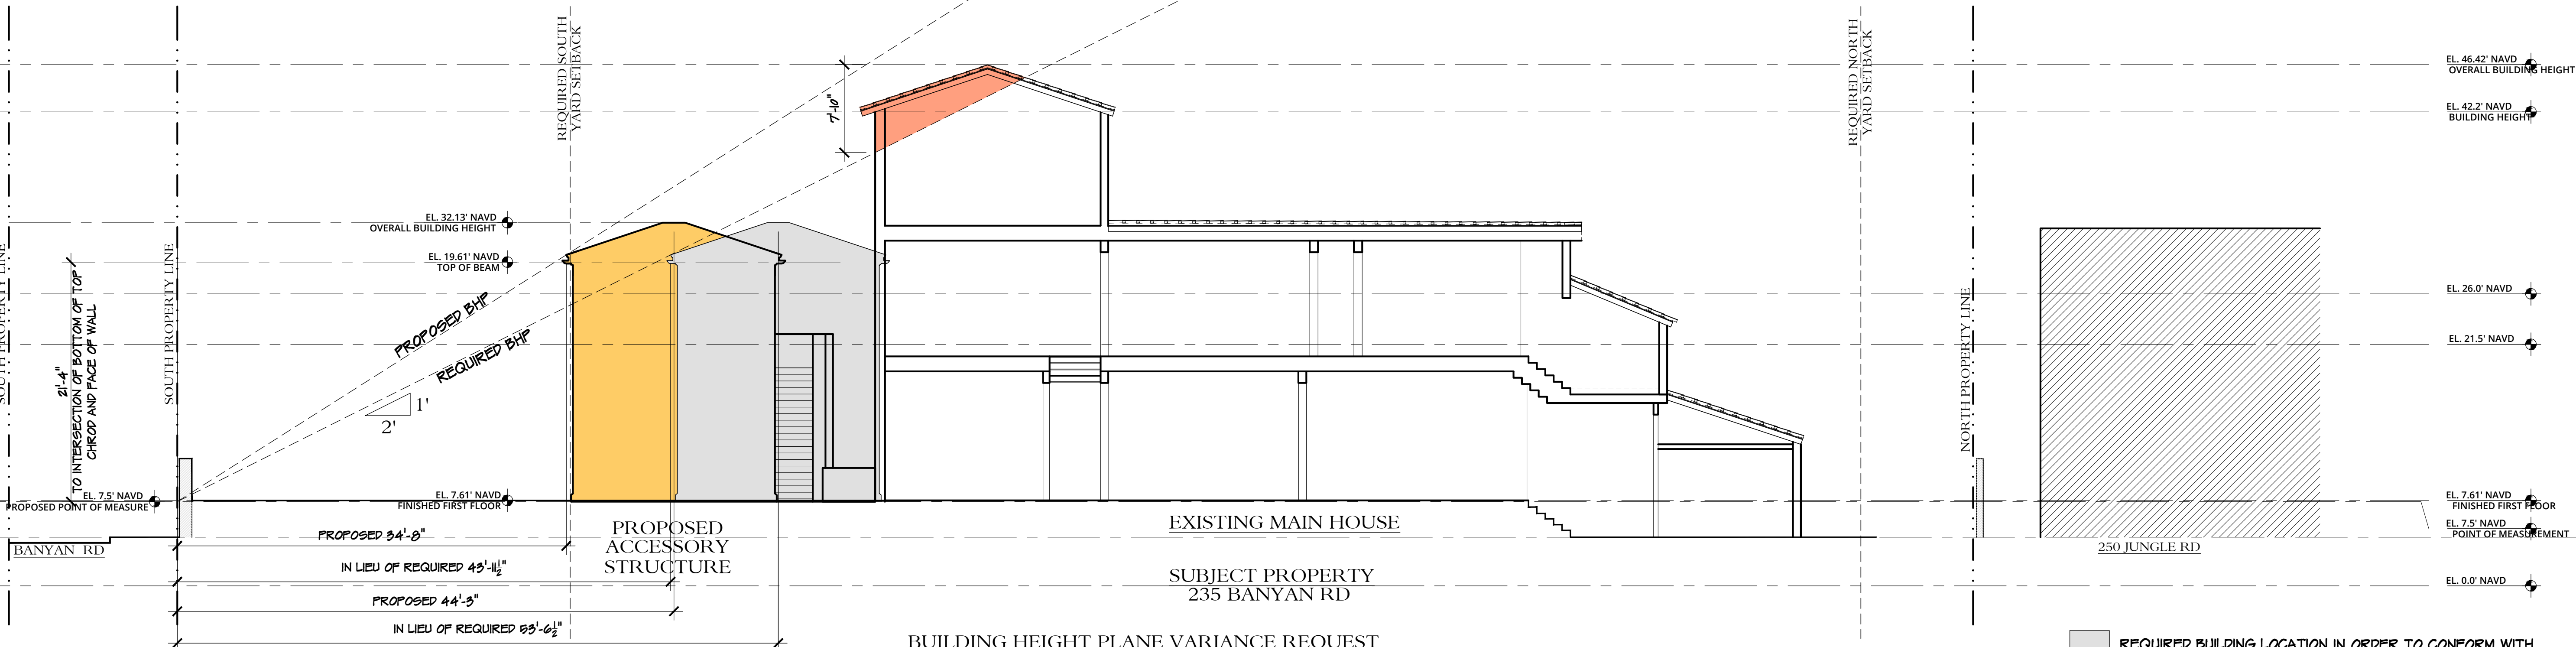 REQUIRED SOUTH
YARD SETBACK
REQUIRED NORTH
YARD SETBACK
EL. 46.42' NAVD
OVERALL BUILDING HEIGHT
EL. 42.2' NAVD
BUILDING HEIGHT
7'-10"
EL. 32.13' NAVD
OVERALL BUILDING HEIGHT
EL. 19.61' NAVD
TOP OF BEAM
EL. 26.0' NAVD
EL. 21.5' NAVD
SOUTH PROPERTY LINE
SOUTH PROPERTY LINE
21'-4"
TO INTERSECTION OF BOTTOM OF TOP
CHROD AND FACE OF WALL
PROPOSED BHP
REQUIRED BHP
1'
2'
NORTH PROPERTY LINE
EL. 7.5' NAVD
PROPOSED POINT OF MEASURE
EL. 7.61' NAVD
FINISHED FIRST FLOOR
EL. 7.61' NAVD
FINISHED FIRST FLOOR
EL. 7.5' NAVD
POINT OF MEASUREMENT
BANYAN RD
PROPOSED 34'-8"
PROPOSED
ACCESSORY
STRUCTURE
EXISTING MAIN HOUSE
250 JUNGLE RD
IN LIEU OF REQUIRED 43'-11½"
SUBJECT PROPERTY
235 BANYAN RD
EL. 0.0' NAVD
PROPOSED 44'-3"
IN LIEU OF REQUIRED 53'-6½"
BUILDING HEIGHT PLANE VARIANCE REQUEST
REQUIRED BUILDING LOCATION IN ORDER TO CONFORM WITH